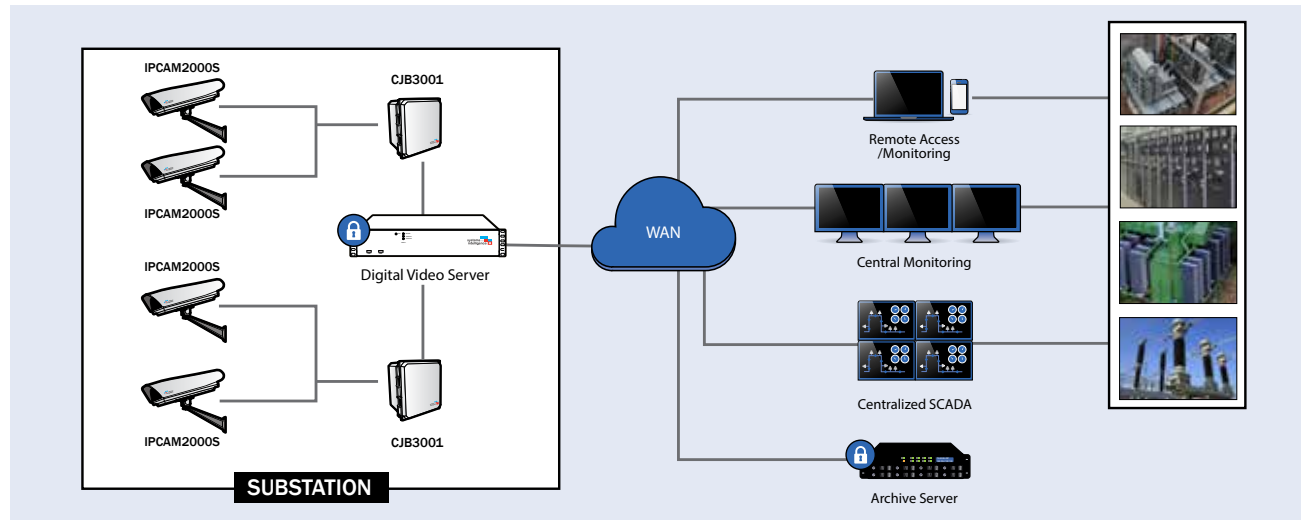 IPCAM2000S
CJB3001
IPCAM2000S
Digital Video Server
IPCAM2000S
IPCAM2000S
CJB3001
SUBSTATION
WAN
Remote Access
/Monitoring
Central Monitoring
Centralized SCADA
Archive Server